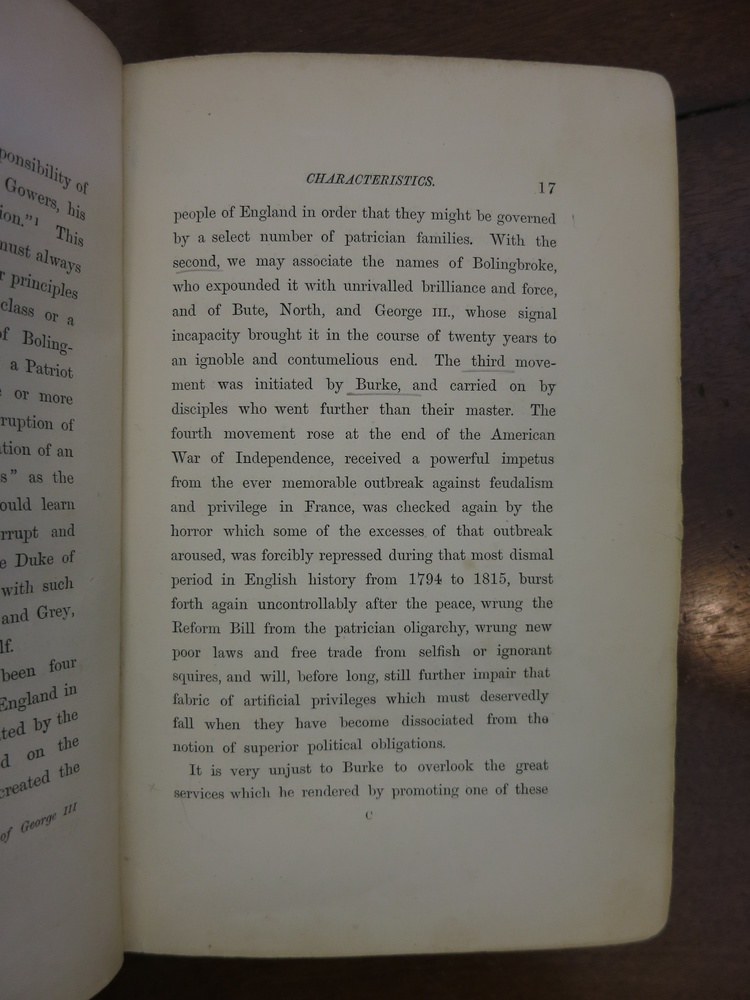 ponsibility of
Gowers, his
ion."1 This
must always
r principles
class or a
of Boling-
a Patriot
e or more
ruption of
tion of an
s" as the
ould learn
rrupt and
e Duke of
with such
and Grey,
lf.
been four
England in
ted by the
d on the
created the
of George III
CHARACTERISTICS. 17
people of England in order that they might be governed
by a select number of patrician families. With the
second, we may associate the names of Bolingbroke,
who expounded it with unrivalled brilliance and force,
and of Bute, North, and George III., whose signal
incapacity brought it in the course of twenty years to
an ignoble and contumelious end. The third move-
ment was initiated by Burke, and carried on by
disciples who went further than their master. The
fourth movement rose at the end of the American
War of Independence, received a powerful impetus
from the ever memorable outbreak against feudalism
and privilege in France, was checked again by the
horror which some of the excesses of that outbreak
aroused, was forcibly repressed during that most dismal
period in English history from 1794 to 1815, burst
forth again uncontrollably after the peace, wrung the
Reform Bill from the patrician oligarchy, wrung new
poor laws and free trade from selfish or ignorant
squires, and will, before long, still further impair that
fabric of artificial privileges which must deservedly
fall when they have become dissociated from the
notion of superior political obligations.
It is very unjust to Burke to overlook the great
services which he rendered by promoting one of these
C